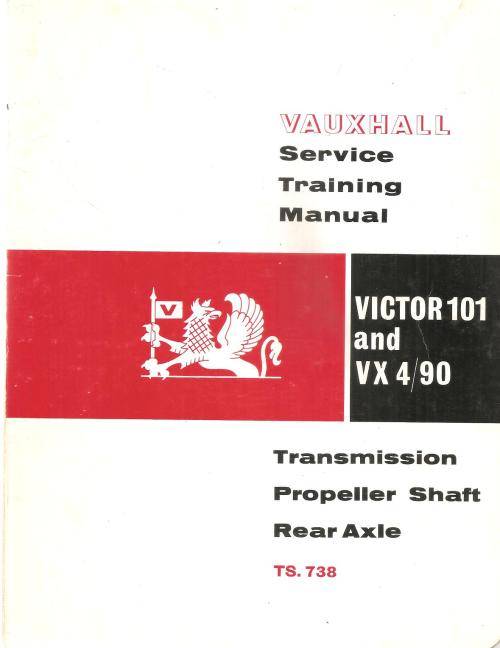 VAUXHALL
Service
Training
Manual
V
VICTOR 101
and
VX 4/90
Transmission
Propeller Shaft
Rear Axle
TS. 738